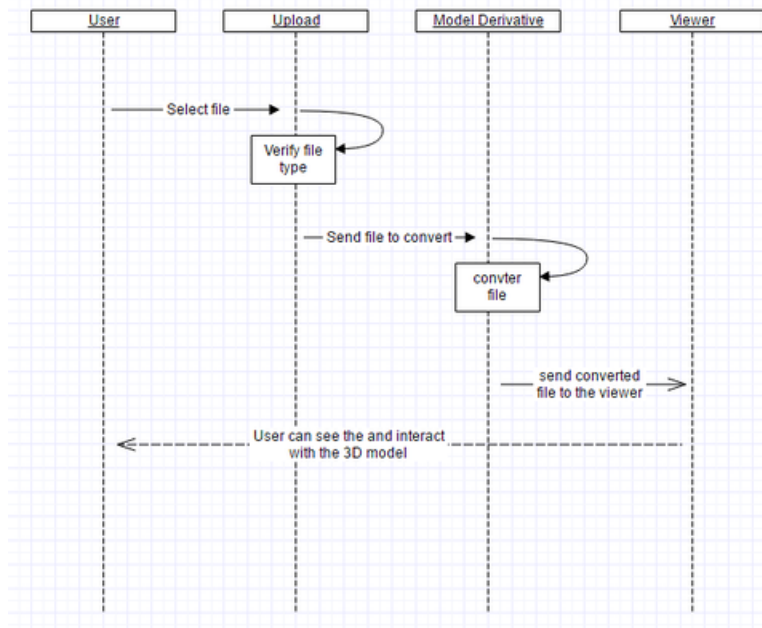 User
Upload
Model Derivative
Viewer
Select file
Verify file
type
Send file to convert
convter
file
send converted
file to the viewer
User can see the and interact
with the 3D model